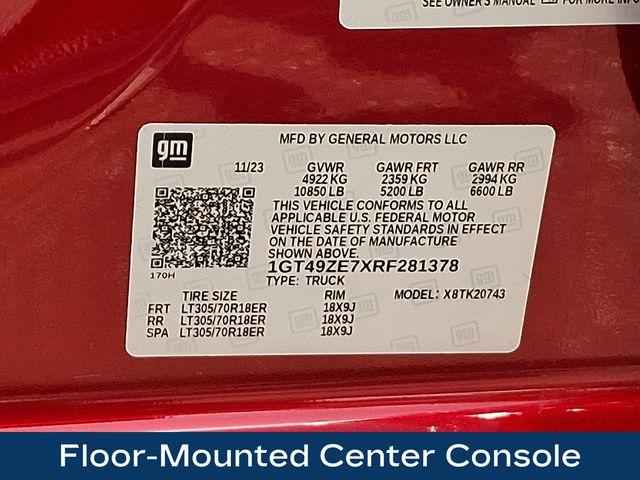 SEE OWNER'S MANUAL FOR MORE INFO
gm
MFD BY GENERAL MOTORS LLC
11/23 GVWR GAWR FRT GAWR RR
4922 KG 2359 KG 2994 KG
10850 LB 5200 LB 6600 LB
THIS VEHICLE CONFORMS TO ALL
APPLICABLE U.S. FEDERAL MOTOR
VEHICLE SAFETY STANDARDS IN EFFECT
ON THE DATE OF MANUFACTURE
SHOWN ABOVE.
1GT49ZE7XRF281378
170H
TYPE: TRUCK
TIRE SIZE RIM MODEL: X8TK20743
FRT LT305/70R18ER 18X9J
RR LT305/70R18ER 18X9J
SPA LT305/70R18ER 18X9J
Floor-Mounted Center Console